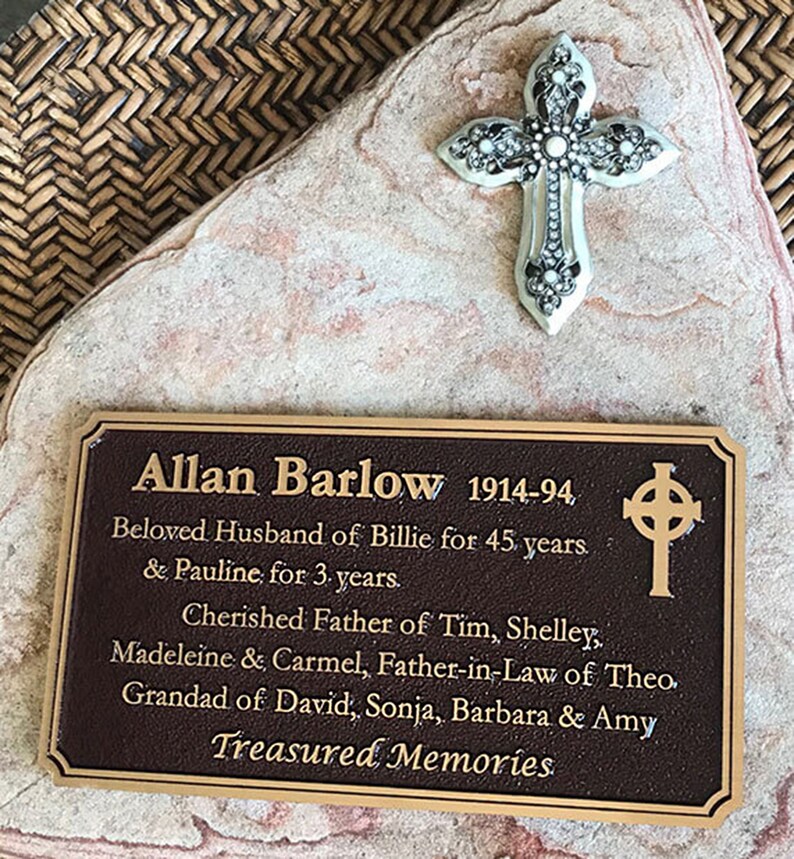 Allan Barlow 1914-94
Beloved Husband of Billie for 45 years
& Pauline for 3 years
Cherished Father of Tim, Shelley,
Madeleine & Carmel, Father-in-Law of Theo
Grandad of David, Sonja, Barbara & Amy
Treasured Memories